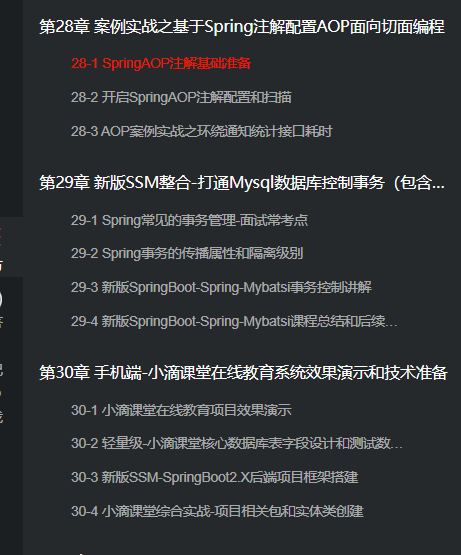 第28章 案例实战之基于Spring注解配置AOP面向切面编程
28-1 SpringAOP注解基础准备
28-2 开启SpringAOP注解配置和扫描
28-3 AOP案例实战之环绕通知统计接口耗时
第29章 新版SSM整合-打通Mysql数据库控制事务（包含...
29-1 Spring常见的事务管理-面试常考点
29-2 Spring事务的传播属性和隔离级别
29-3 新版SpringBoot-Spring-Mybatsi事务控制讲解
29-4 新版SpringBoot-Spring-Mybatsi课程总结和后续...
第30章 手机端-小滴课堂在线教育系统效果演示和技术准备
30-1 小滴课堂在线教育项目效果演示
30-2 轻量级-小滴课堂核心数据库表字段设计和测试数...
30-3 新版SSM-SpringBoot2.X后端项目框架搭建
30-4 小滴课堂综合实战-项目相关包和实体类创建